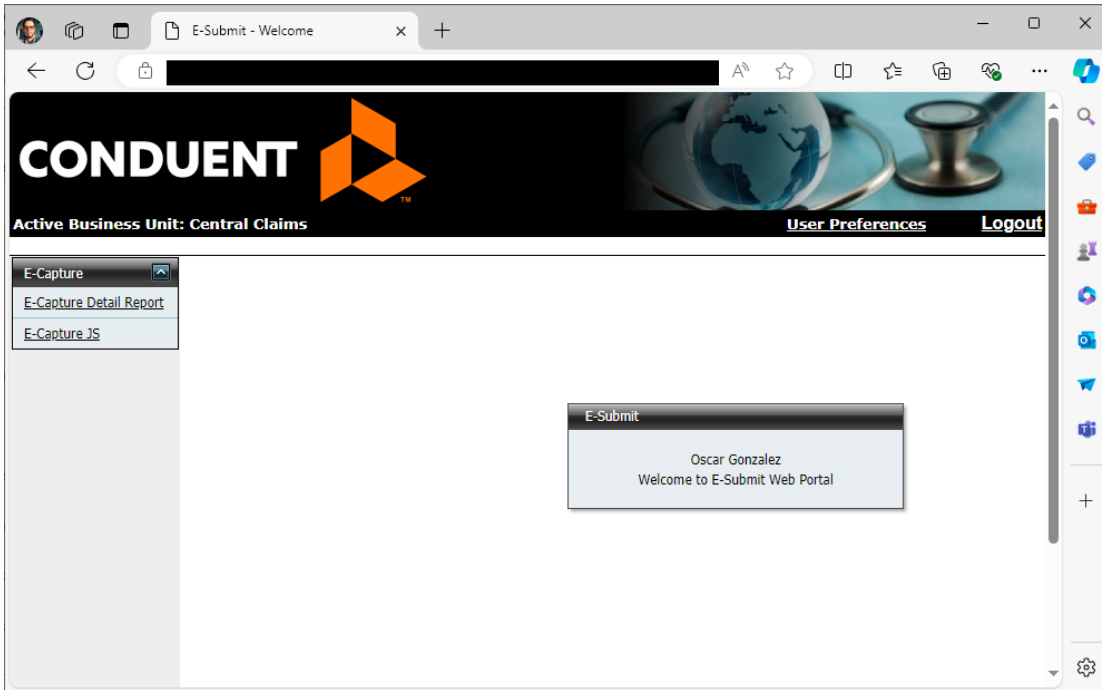 E-Submit - Welcome
CONDUENT
TM
Active Business Unit: Central Claims
User Preferences
Logout
E-Capture
E-Capture Detail Report
E-Capture JS
E-Submit
Oscar Gonzalez
Welcome to E-Submit Web Portal